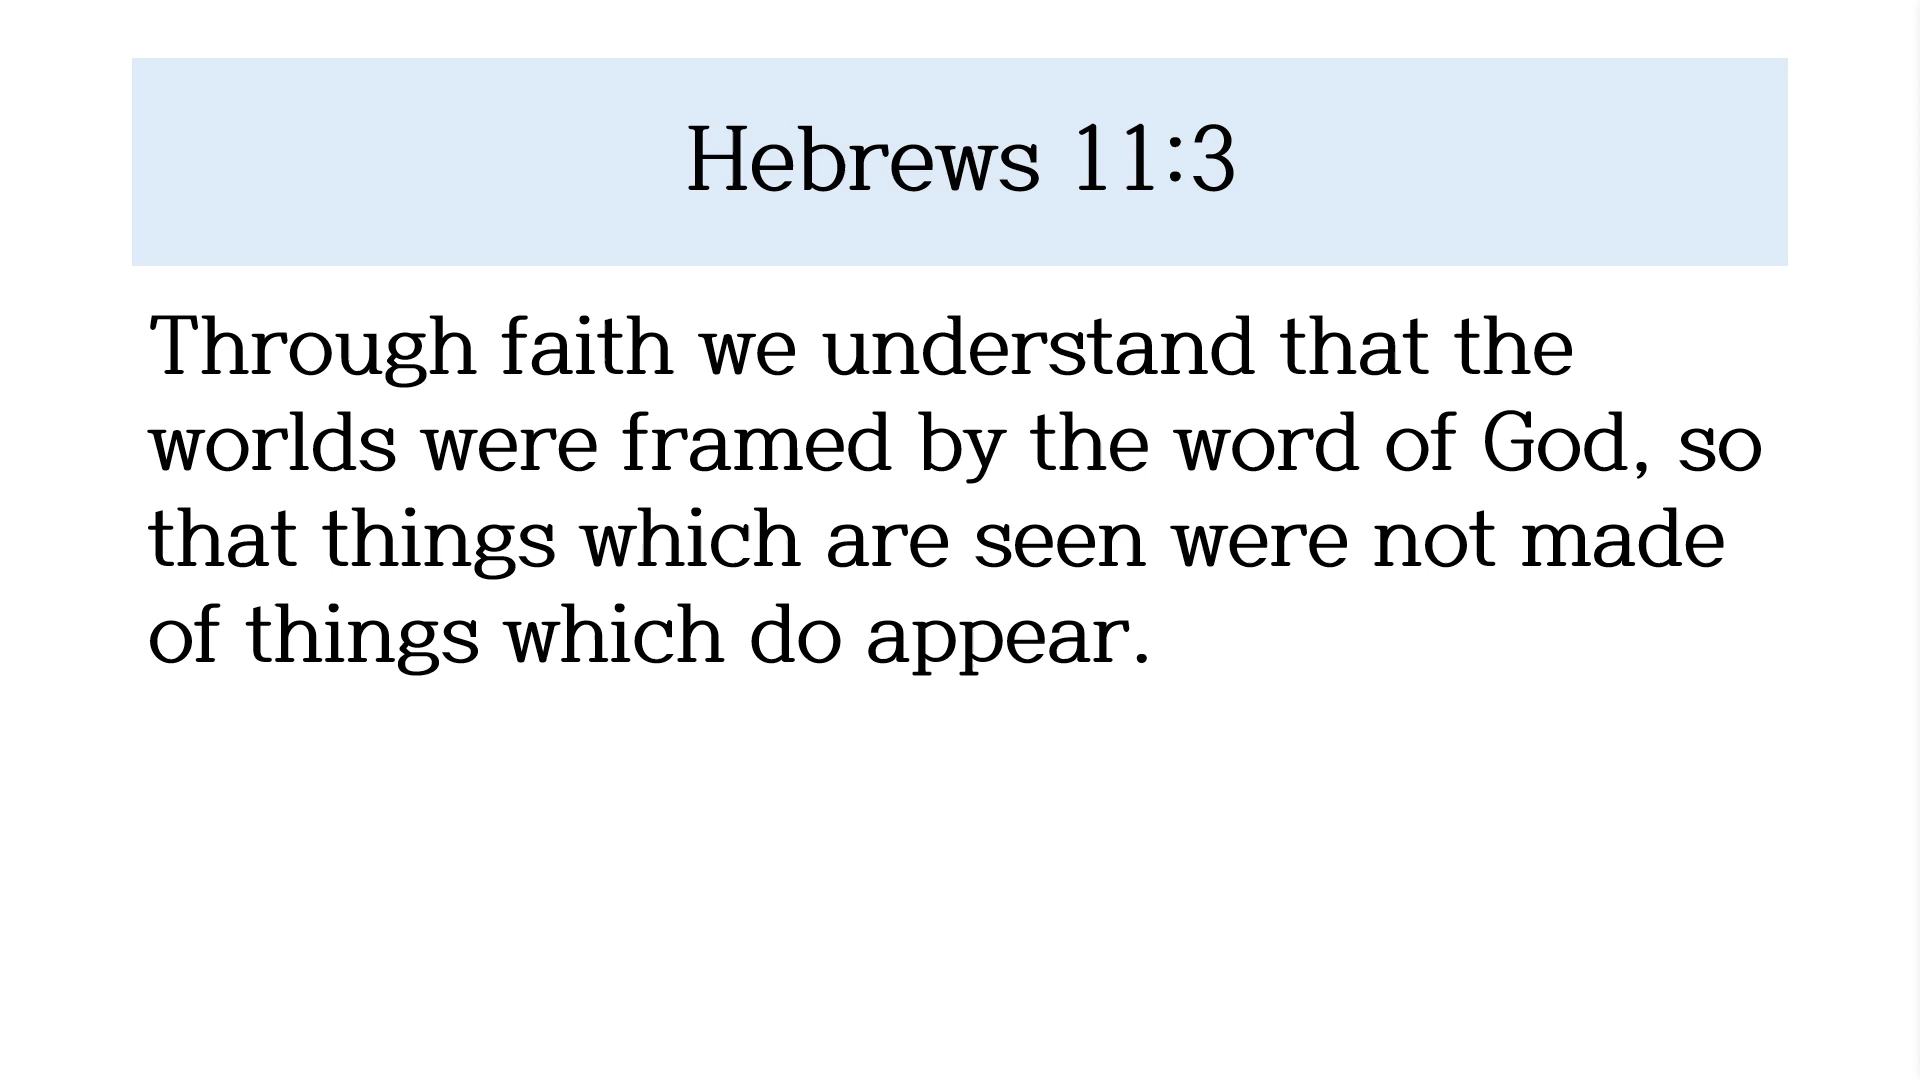 Hebrews 11:3
Through faith we understand that the
worlds were framed by the word of God, so
that things which are seen were not made
of things which do appear.